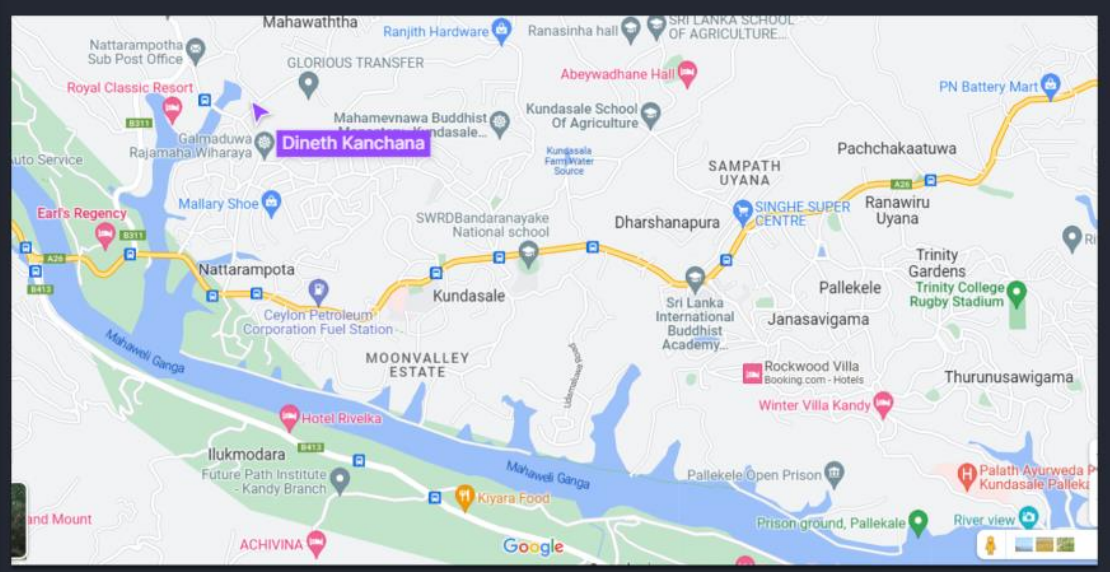 Mahawaththa
Ranjith Hardware
Ranasinha hall
SRI LANKA SCHOOL
OF AGRICULTURE...
Nattarampotha
Sub Post Office
GLORIOUS TRANSFER
Abeywadhane Hall
PN Battery Mart
Royal Classic Resort
B311
Mahamevnawa Buddhist
Kundasale...
Kundasale School
Of Agriculture
Galmaduwa
Rajamaha Wiharaya
Dineth Kanchana
Kundasala
Farm Water
Source
Pachchakaatuwa
uto Service
SAMPATH
UYANA
A26
Mallary Shoe
Earl's Regency
B311
SWRDBandaranayake
National school
Dharshanapura
SINGHE SUPER
CENTRE
Ranawiru
Uyana
Ri
A26
B413
Nattarampota
Kundasale
Trinity
Gardens
Trinity College
Rugby Stadium
Pallekele
Ceylon Petroleum
Corporation Fuel Station
Sri Lanka
International
Buddhist
Academy...
Janasavigama
Mahaweli Ganga
MOONVALLEY
ESTATE
Rockwood Villa
Booking.com - Hotels
Thurunusawigama
Winter Villa Kandy
Hotel Rivelka
B413
Ilukmodara
Future Path Institute
- Kandy Branch
Mahaweli Ganga
Pallekele Open Prison
Palath Ayurweda P
Kundasale Palleka
Kiyara Food
and Mount
Prison ground, Pallekale
River view
ACHIVINA
Google